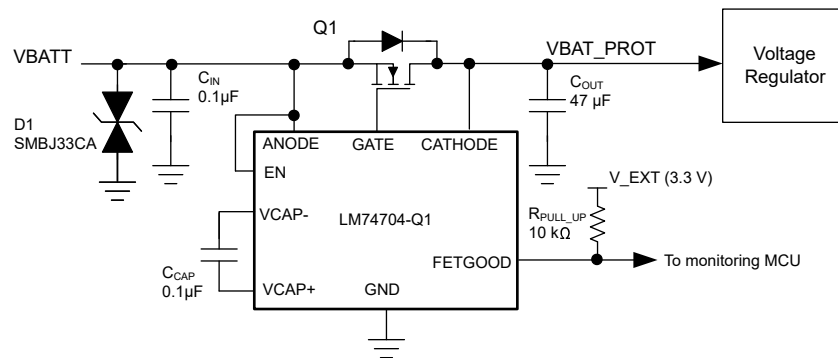 Q1
VBATT
VBAT_PROT
Voltage
Regulator
CIN
0.1µF
COUT
47 µF
D1
SMBJ33CA
ANODE
GATE
CATHODE
EN
V_EXT (3.3 V)
VCAP-
LM74704-Q1
RPULL_UP
10 kΩ
CCAP
0.1µF
FETGOOD
To monitoring MCU
VCAP+
GND